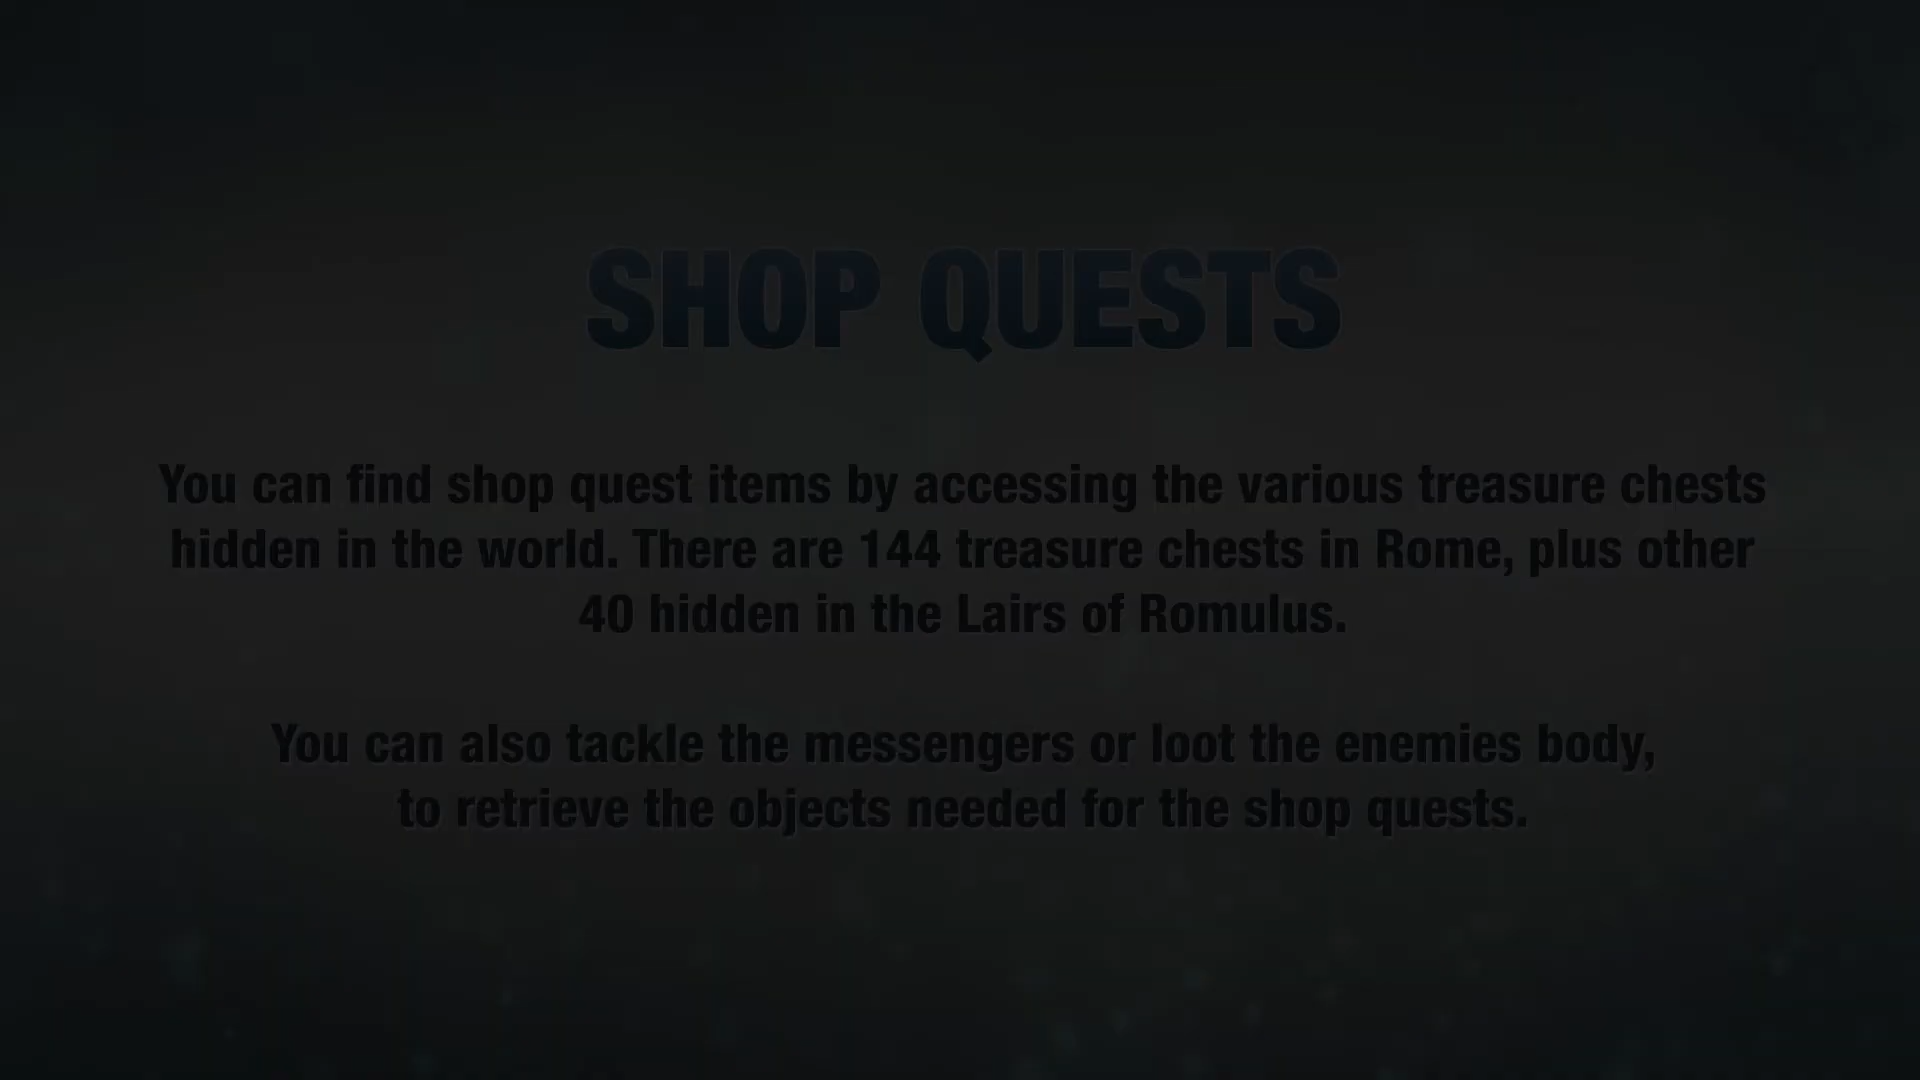 SHOP QUESTS
You can find shop quest items by accessing the various treasure chests
hidden in the world. There are 144 treasure chests in Rome, plus other
40 hidden in the Lairs of Romulus.
You can also tackle the messengers or loot the enemies body,
to retrieve the objects needed for the shop quests.